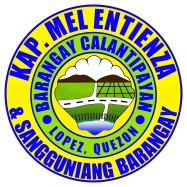 KAP. MEL ENTIENZA
& SANGGUNIANG BARANGAY
BARANGAY CALANTIPAYAN
• LOPEZ, QUEZON •